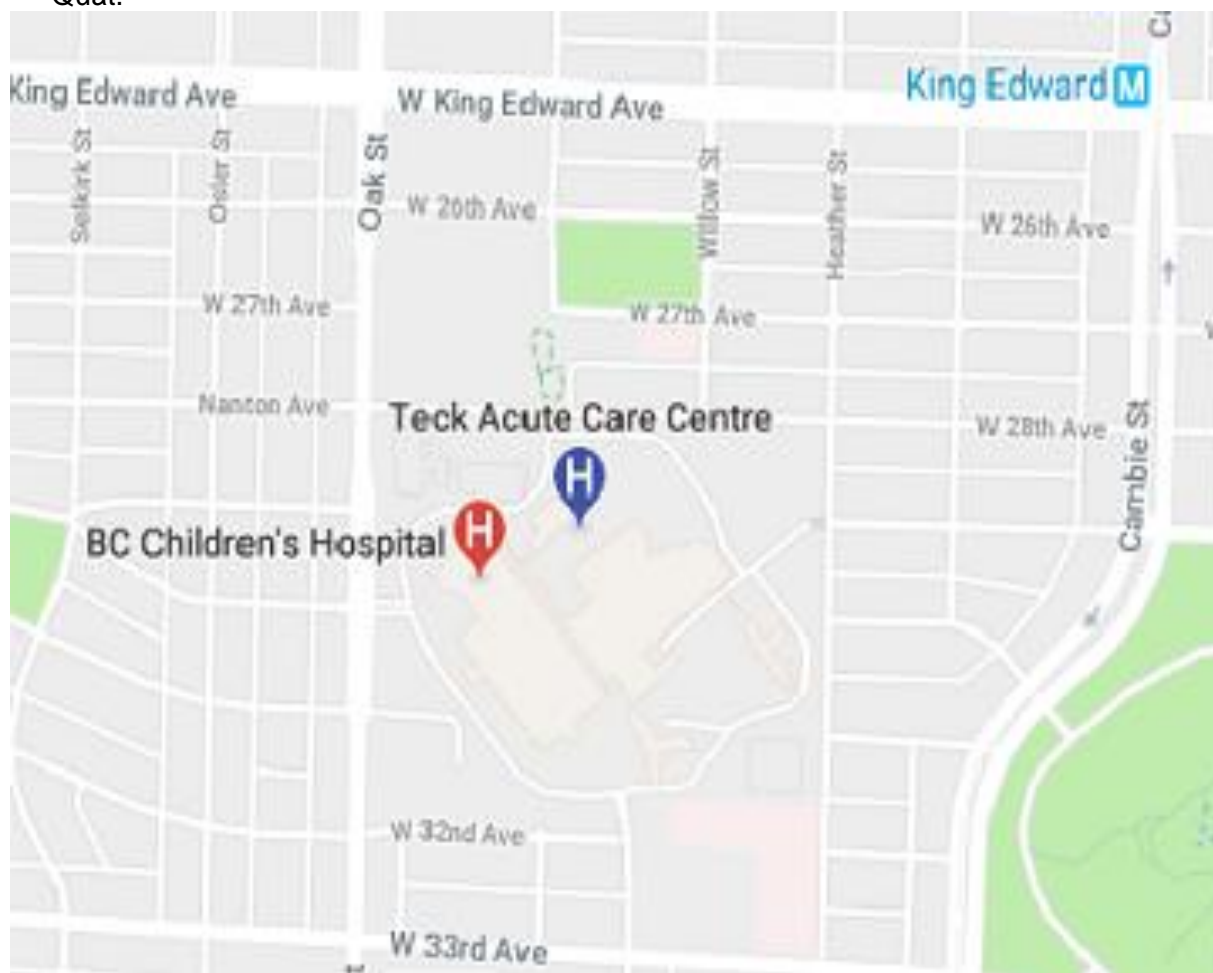 Quat.
King Edward Ave
W King Edward Ave
King Edward M
Selkirk St
Osler St
Oak St
W 26th Ave
Willow St
Heather St
W 26th Ave
W 27th Ave
W 27th Ave
Nanton Ave
Teck Acute Care Centre
W 28th Ave
Cambie St
H
BC Children's Hospital H
W 32nd Ave
W 33rd Ave